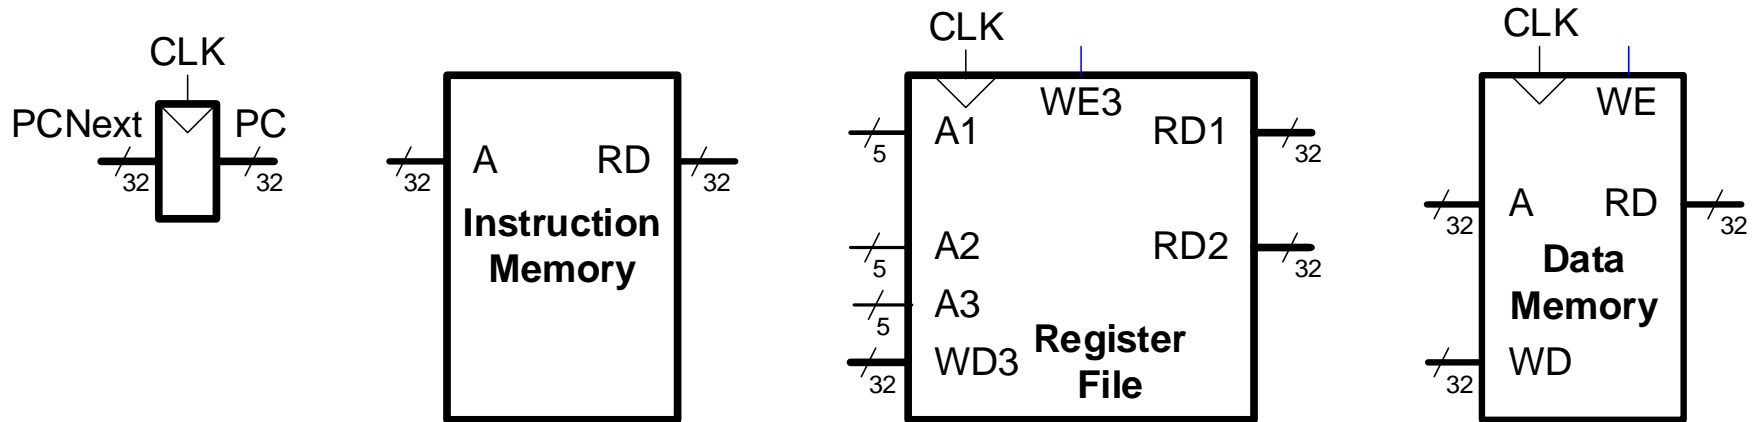 CLK
PCNext
PC
32
32
A
RD
32
32
Instruction
Memory
CLK
WE3
A1
RD1
5
32
A2
RD2
5
32
A3
5
WD3
32
Register
File
CLK
WE
A
RD
32
32
Data
Memory
WD
32